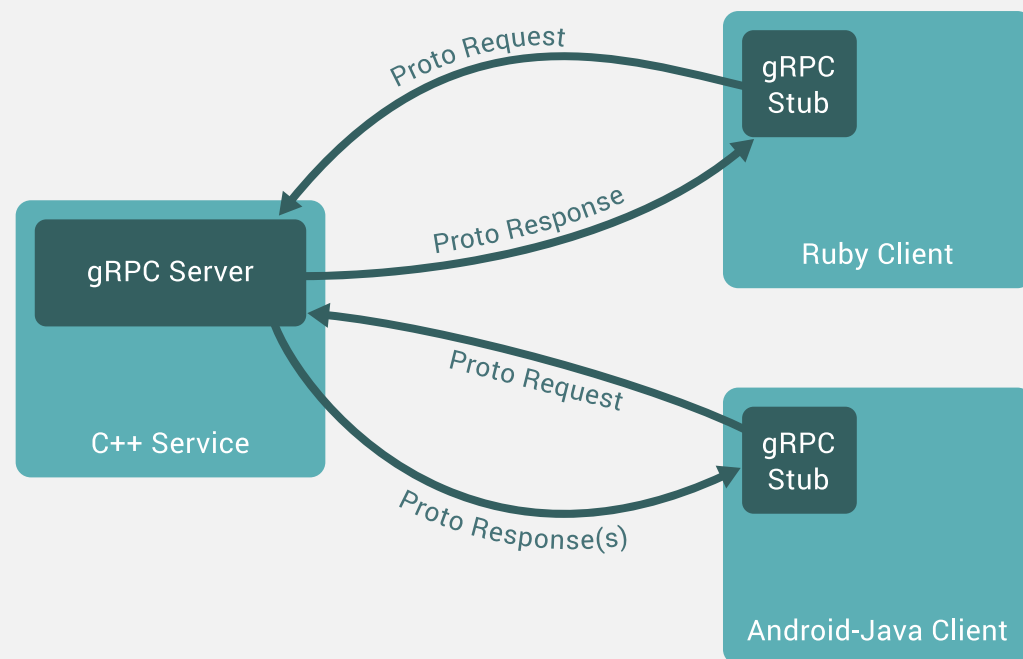 Proto Request
gRPC
Stub
Proto Response
Ruby Client
gRPC Server
C++ Service
Proto Request
gRPC
Stub
Proto Response(s)
Android-Java Client